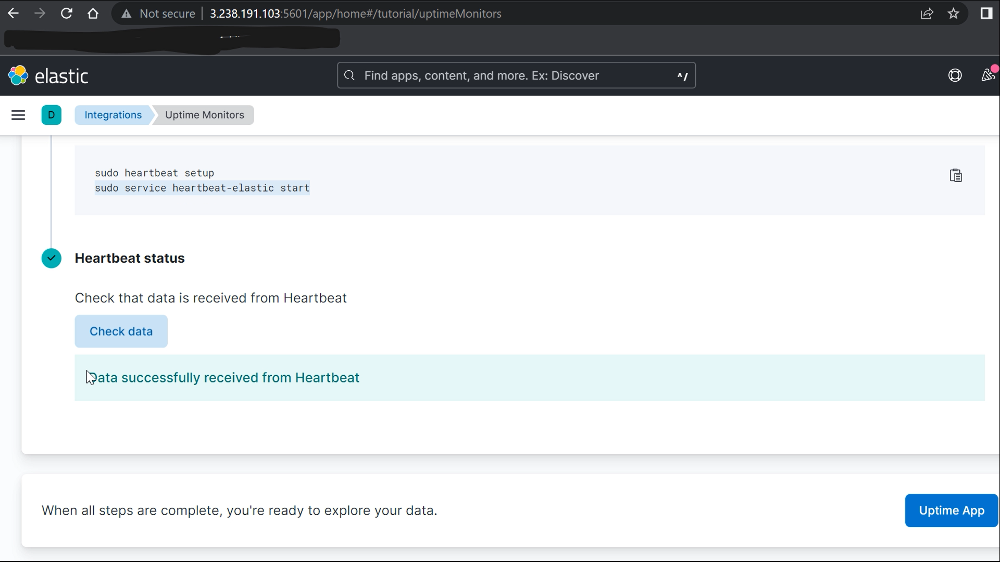 Not secure
3.238.191.103:5601/app/home#/tutorial/uptimeMonitors
elastic
Find apps, content, and more. Ex: Discover
^/
D
Integrations
Uptime Monitors
sudo heartbeat setup
sudo service heartbeat-elastic start
Heartbeat status
Check that data is received from Heartbeat
Check data
Data successfully received from Heartbeat
When all steps are complete, you're ready to explore your data.
Uptime App